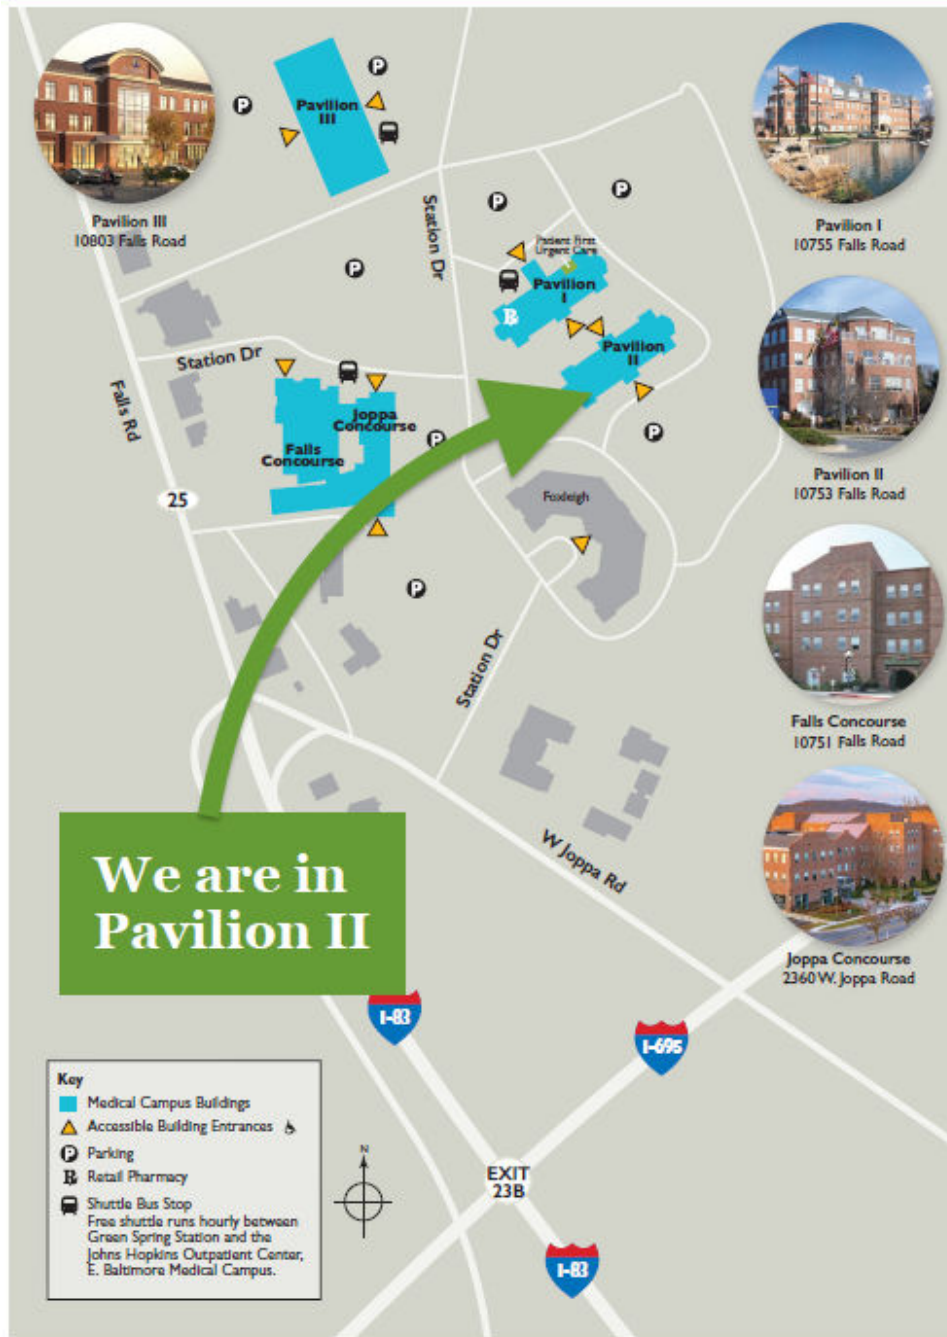 Pavilion III
10803 Falls Road
Pavilion
III
P
P
Pavilion I
10755 Falls Road
Station Dr
P
P
P
Patient First
Urgent Care
Pavilion
I
Pavilion
II
Station Dr
Falls Rd
Joppa
Concourse
Falls
Concourse
P
P
Pavilion II
10753 Falls Road
25
Foxleigh
P
Station Dr
Falls Concourse
10751 Falls Road
W Joppa Rd
We are in
Pavilion II
Joppa Concourse
2360 W. Joppa Road
I-83
I-695
EXIT
23B
I-83
N
Key
Medical Campus Buildings
Accessible Building Entrances
P Parking
Rx Retail Pharmacy
Shuttle Bus Stop
Free shuttle runs hourly between
Green Spring Station and the
Johns Hopkins Outpatient Center,
E. Baltimore Medical Campus.